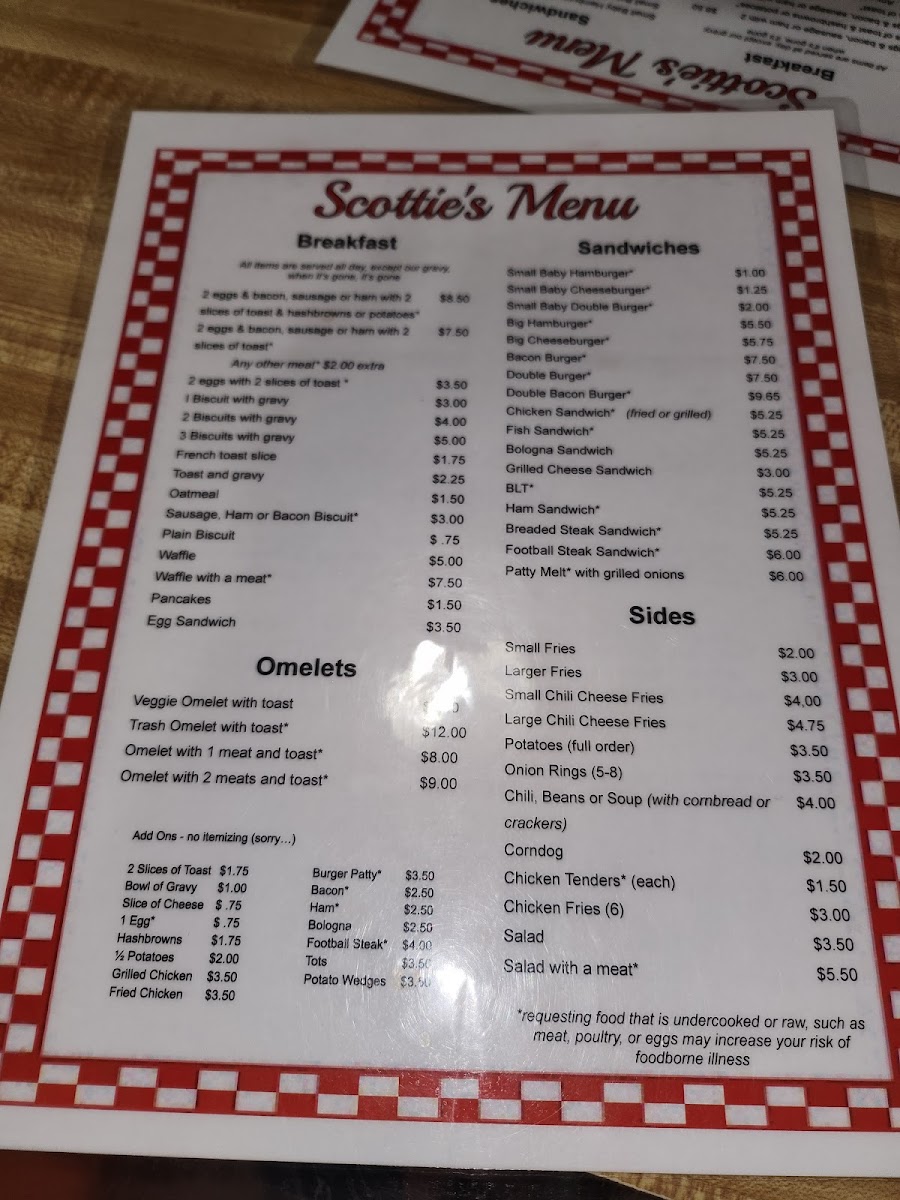 Scottie's Menu
Breakfast
All items are served all day, except our gravy,
when it's gone, it's gone
2 eggs & bacon, sausage or ham with 2 $8.50
slices of toast & hashbrowns or potatoes*
2 eggs & bacon, sausage or ham with 2 $7.50
slices of toast*
Any other meat* $2.00 extra
2 eggs with 2 slices of toast * $3.50
1 Biscuit with gravy $3.00
2 Biscuits with gravy $4.00
3 Biscuits with gravy $5.00
French toast slice $1.75
Toast and gravy $2.25
Oatmeal $1.50
Sausage, Ham or Bacon Biscuit* $3.00
Plain Biscuit $ .75
Waffle $5.00
Waffle with a meat* $7.50
Pancakes $1.50
Egg Sandwich $3.50
Omelets
Veggie Omelet with toast
Trash Omelet with toast* $12.00
Omelet with 1 meat and toast* $8.00
Omelet with 2 meats and toast* $9.00
Add Ons - no itemizing (sorry…)
2 Slices of Toast $1.75
Bowl of Gravy $1.00
Slice of Cheese $ .75
1 Egg* $ .75
Hashbrowns $1.75
½ Potatoes $2.00
Grilled Chicken $3.50
Fried Chicken $3.50
Burger Patty* $3.50
Bacon* $2.50
Ham* $2.50
Bologna $2.50
Football Steak* $4.00
Tots $3.50
Potato Wedges $3.50
Sandwiches
Small Baby Hamburger* $1.00
Small Baby Cheeseburger* $1.25
Small Baby Double Burger* $2.00
Big Hamburger* $5.50
Big Cheeseburger* $5.75
Bacon Burger* $7.50
Double Burger* $7.50
Double Bacon Burger* $9.65
Chicken Sandwich* (fried or grilled) $5.25
Fish Sandwich* $5.25
Bologna Sandwich $5.25
Grilled Cheese Sandwich $3.00
BLT* $5.25
Ham Sandwich* $5.25
Breaded Steak Sandwich* $5.25
Football Steak Sandwich* $6.00
Patty Melt* with grilled onions $6.00
Sides
Small Fries $2.00
Larger Fries $3.00
Small Chili Cheese Fries $4,00
Large Chili Cheese Fries $4.75
Potatoes (full order) $3.50
Onion Rings (5-8) $3.50
Chili, Beans or Soup (with cornbread or $4.00
crackers)
Corndog $2.00
Chicken Tenders* (each) $1.50
Chicken Fries (6) $3.00
Salad $3.50
Salad with a meat* $5.50
*requesting food that is undercooked or raw, such as
meat, poultry, or eggs may increase your risk of
foodborne illness
Scottie's Menu
Breakfast
Sandwiches